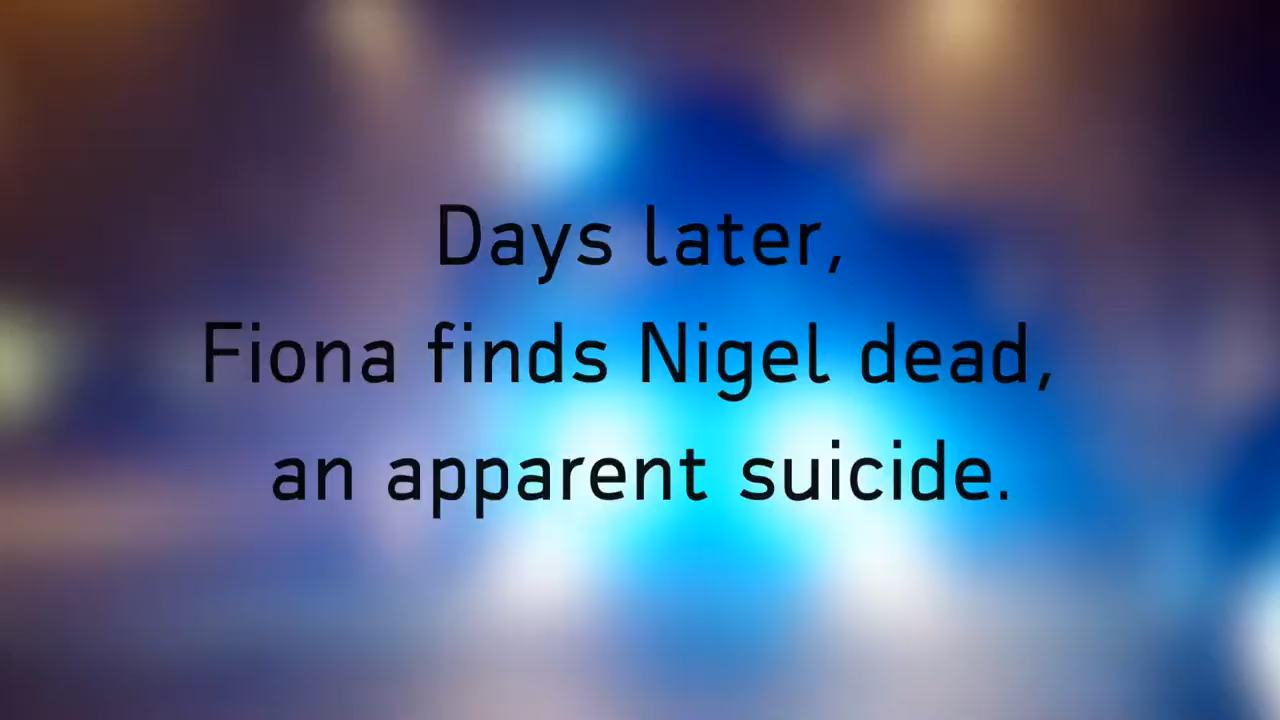 Days later,
Fiona finds Nigel dead,
an apparent suicide.